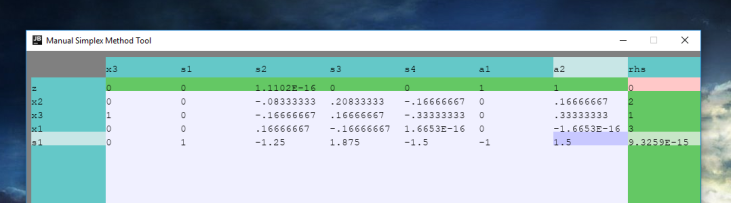 JB Manual Simplex Method Tool
x3 s1 s2 s3 s4 a1 a2 rhs
z 0 0 1.1102E-16 0 0 1 1 0
x2 0 0 -.08333333 .20833333 -.16666667 0 .16666667 2
x3 1 0 -.16666667 .16666667 -.33333333 0 .33333333 1
x1 0 0 .16666667 -.16666667 1.6653E-16 0 -1.6653E-16 3
s1 0 1 -1.25 1.875 -1.5 -1 1.5 9.3259E-15